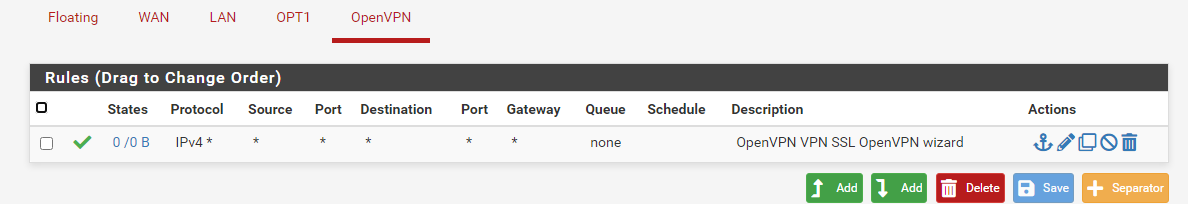 Floating WAN LAN OPT1 OpenVPN
Rules (Drag to Change Order)
States Protocol Source Port Destination Port Gateway Queue Schedule Description Actions
0 /0 B IPv4 * * * * * * none OpenVPN VPN SSL OpenVPN wizard
Add Add Delete Save Separator